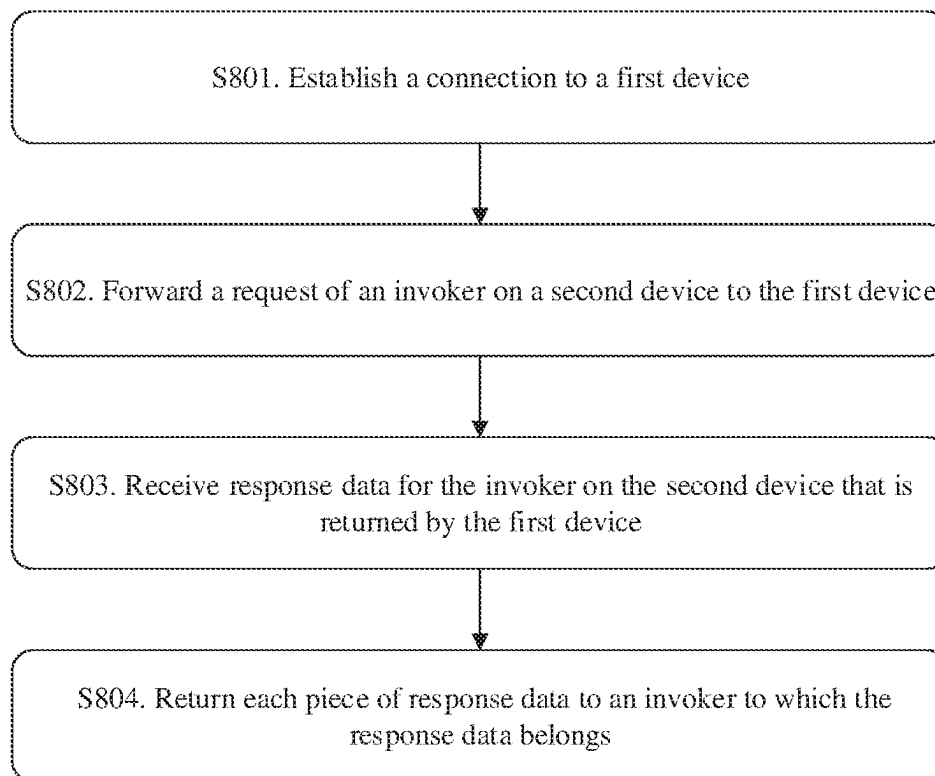 S801. Establish a connection to a first device
S802. Forward a request of an invoker on a second device to the first device
S803. Receive response data for the invoker on the second device that is
returned by the first device
S804. Return each piece of response data to an invoker to which the
response data belongs